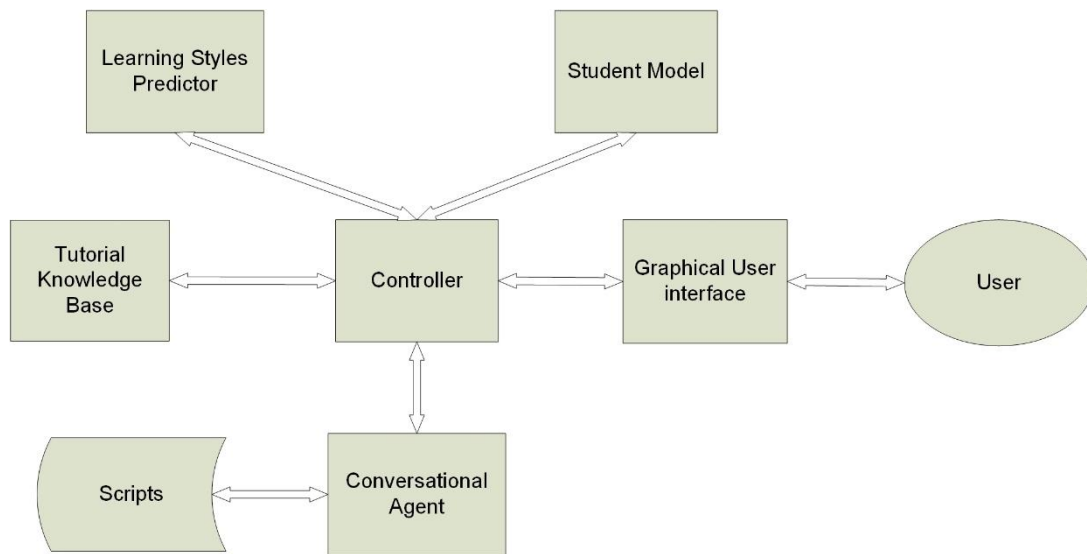 Learning Styles
Predictor
Student Model
Tutorial
Knowledge
Base
Controller
Graphical User
interface
User
Scripts
Conversational
Agent